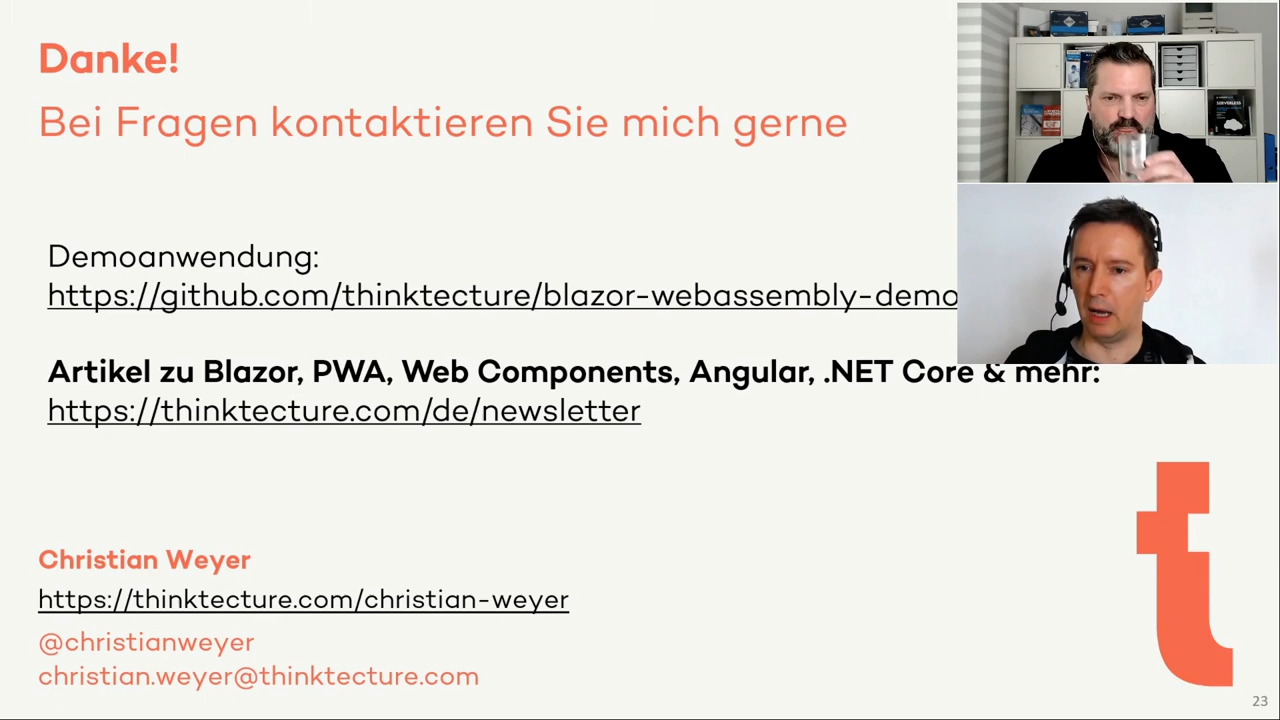 Danke!
Bei Fragen kontaktieren Sie mich gerne
Demoanwendung:
https://github.com/thinktecture/blazor-webassembly-demo
Artikel zu Blazor, PWA, Web Components, Angular, .NET Core & mehr:
https://thinktecture.com/de/newsletter
Christian Weyer
https://thinktecture.com/christian-weyer
@christianweyer
christian.weyer@thinktecture.com
t
23
SERVERLESS